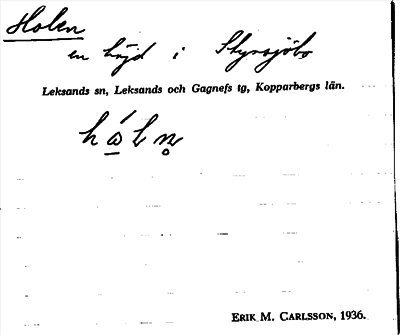 Holen
en höjd i Styrsjöbo
Leksands sn, Leksands och Gagnefs tg, Kopparbergs län.
ERIK M. CARLSSON, 1936.